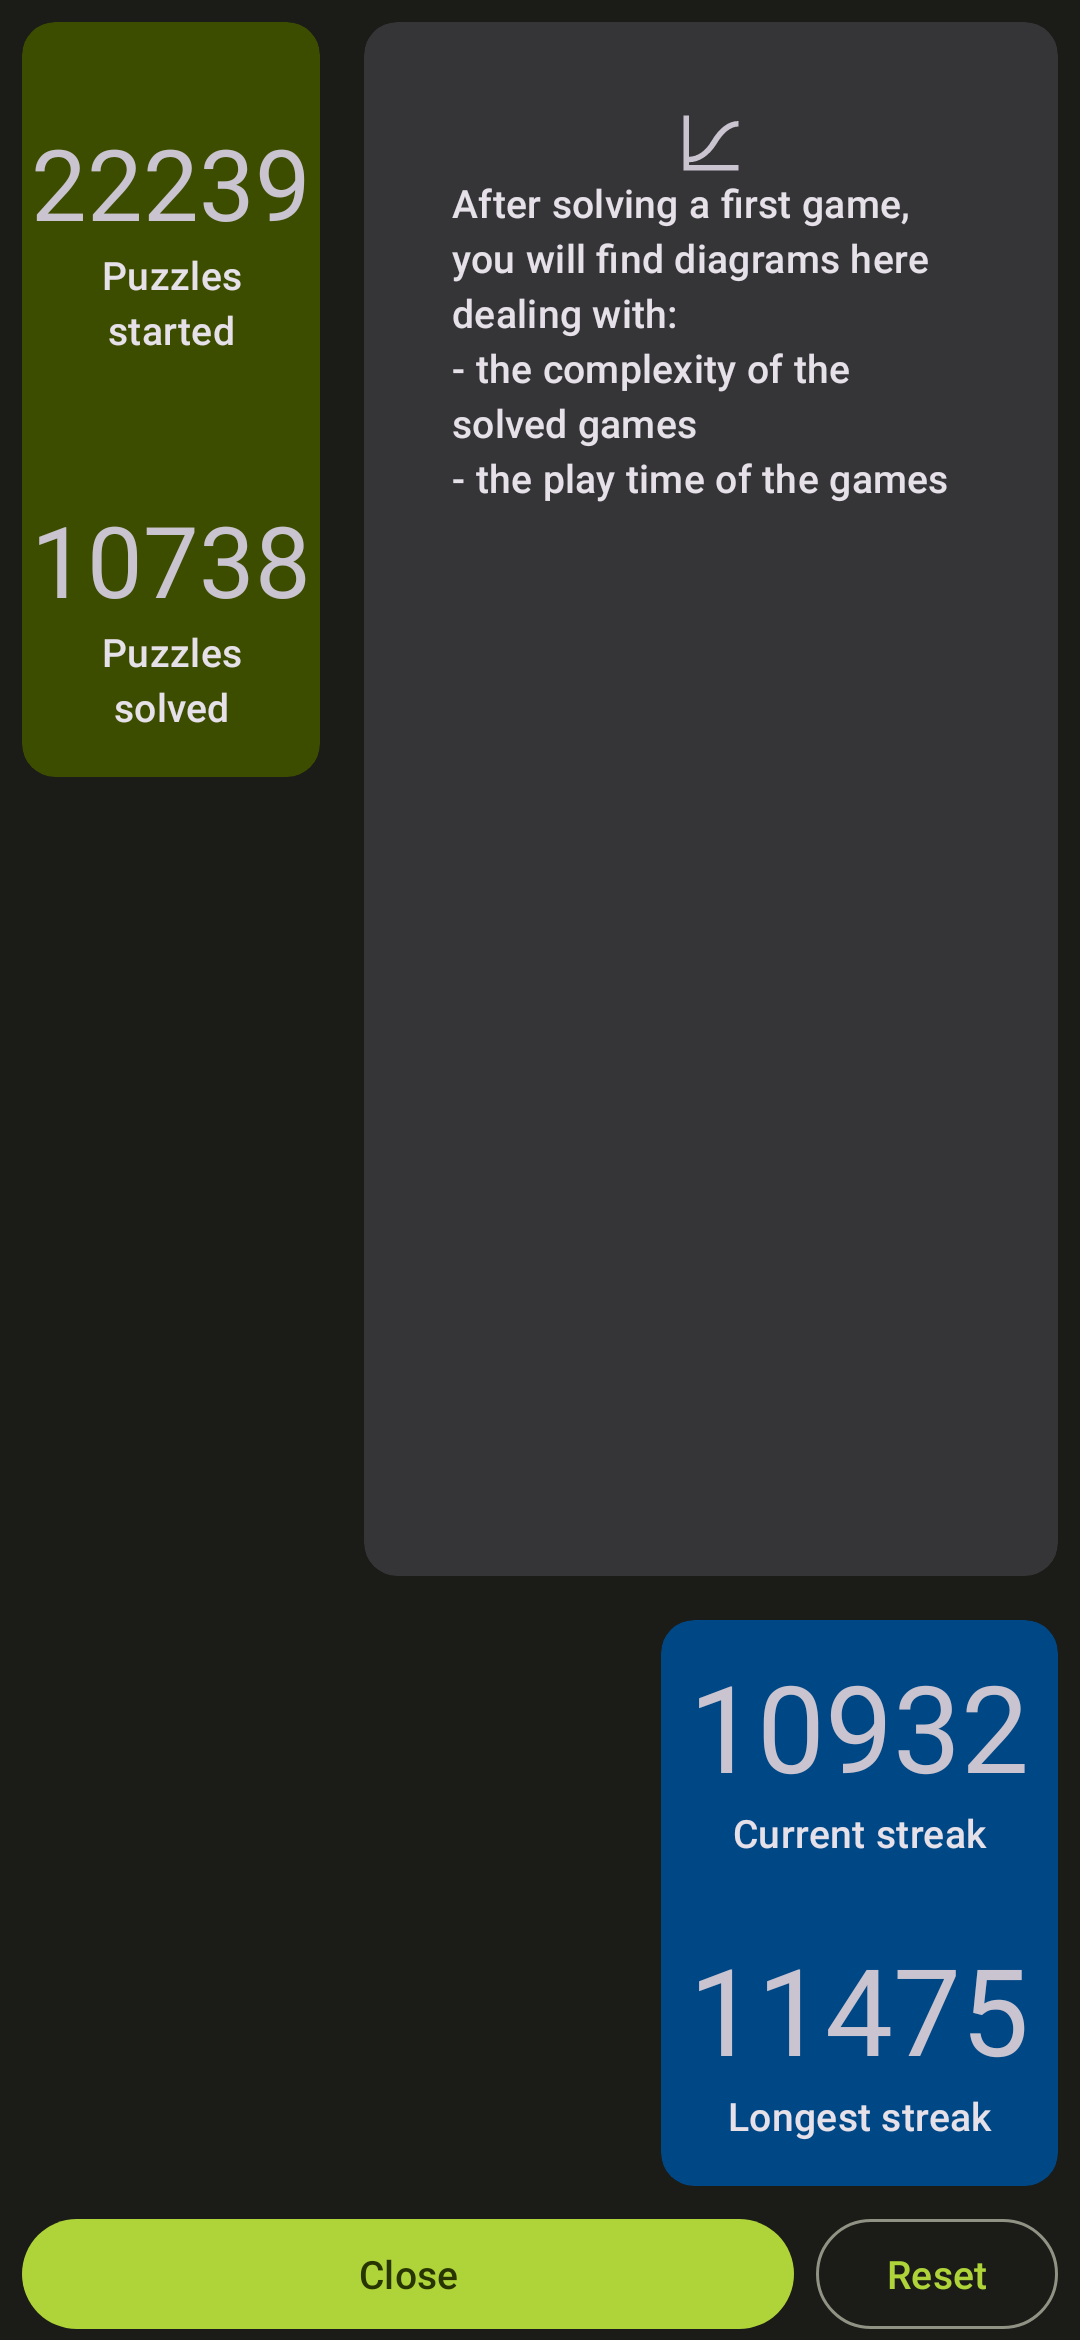 22239
Puzzles
started
10738
Puzzles
solved
After solving a first game,
you will find diagrams here
dealing with:
- the complexity of the
solved games
- the play time of the games
10932
Current streak
11475
Longest streak
Close
Reset